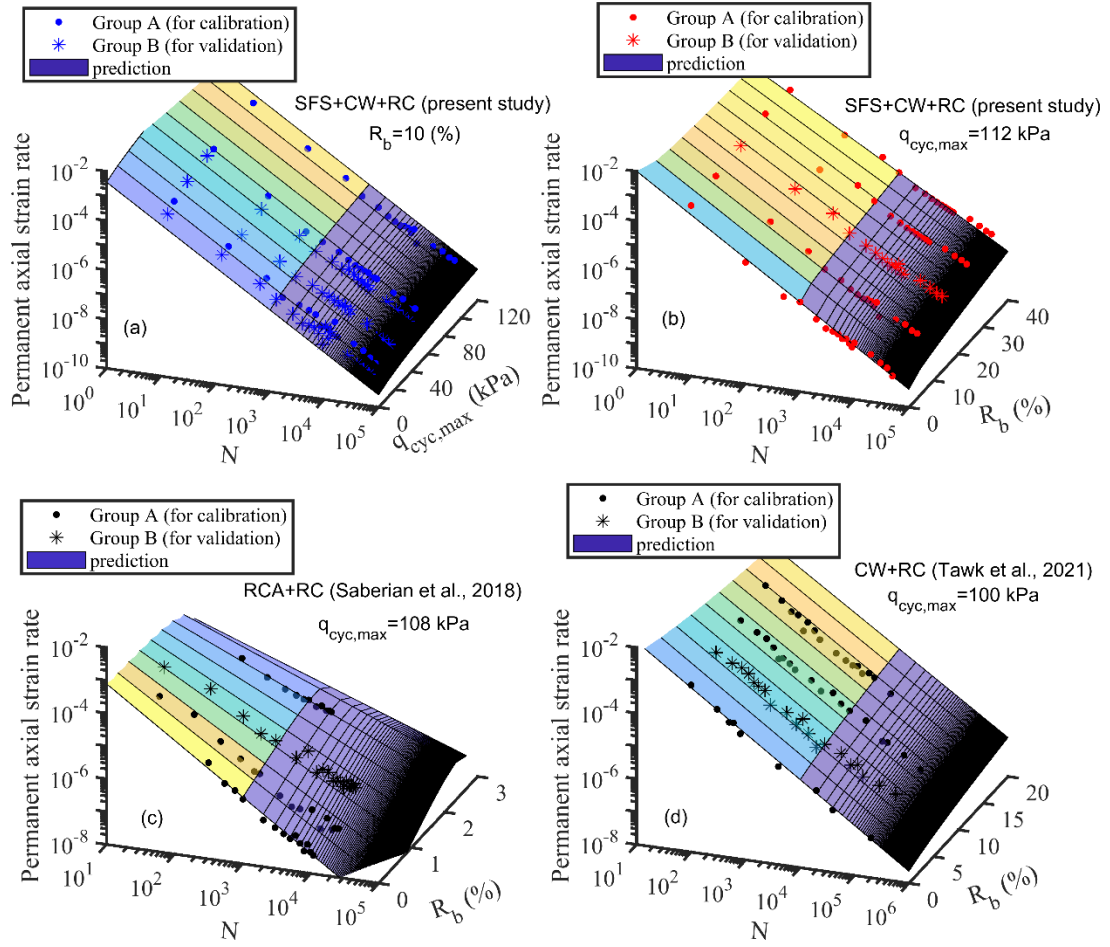 Group A (for calibration)
Group B (for validation)
prediction
SFS+CW+RC (present study)
R_b=10 (%)
Permanent axial strain rate
10^-2
10^-4
10^-6
10^-8
10^-10
(a)
10^0
10^1
10^2
10^3
10^4
10^5
N
0
40
80
120
q_cyc,max (kPa)
Group A (for calibration)
Group B (for validation)
prediction
SFS+CW+RC (present study)
q_cyc,max=112 kPa
Permanent axial strain rate
10^-2
10^-4
10^-6
10^-8
10^-10
(b)
10^0
10^1
10^2
10^3
10^4
10^5
N
0
10
20
30
40
R_b (%)
Group A (for calibration)
Group B (for validation)
prediction
RCA+RC (Saberian et al., 2018)
q_cyc,max=108 kPa
Permanent axial strain rate
10^-2
10^-4
10^-6
10^-8
(c)
10^1
10^2
10^3
10^4
10^5
N
0
1
2
3
R_b (%)
Group A (for calibration)
Group B (for validation)
prediction
CW+RC (Tawk et al., 2021)
q_cyc,max=100 kPa
Permanent axial strain rate
10^-2
10^-4
10^-6
10^-8
(d)
10^1
10^2
10^3
10^4
10^5
10^6
N
0
5
10
15
20
R_b (%)